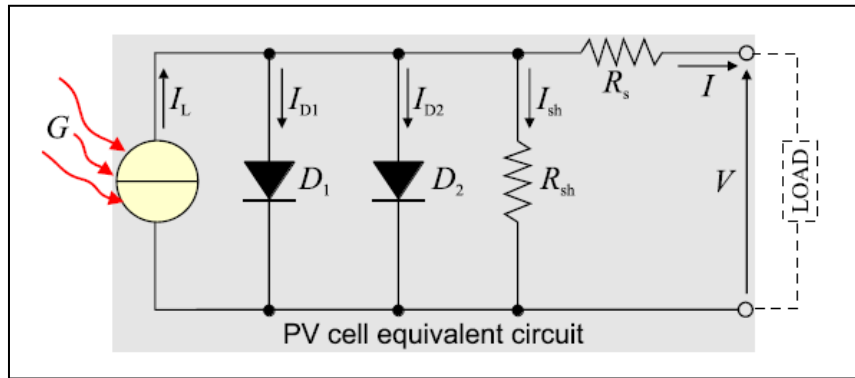 I_L
I_D1
I_D2
I_sh
R_s
I
G
D_1
D_2
R_sh
V
LOAD
PV cell equivalent circuit